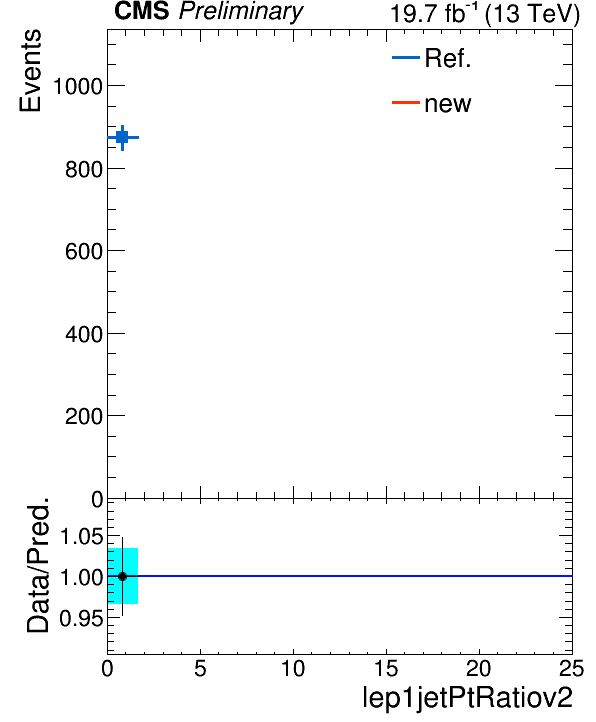 CMS Preliminary 19.7 fb⁻¹ (13 TeV)
Events
Ref.
new
1000
800
600
400
200
0
Data/Pred.
1.05
1.00
0.95
0 5 10 15 20 25
lep1jetPtRatiov2